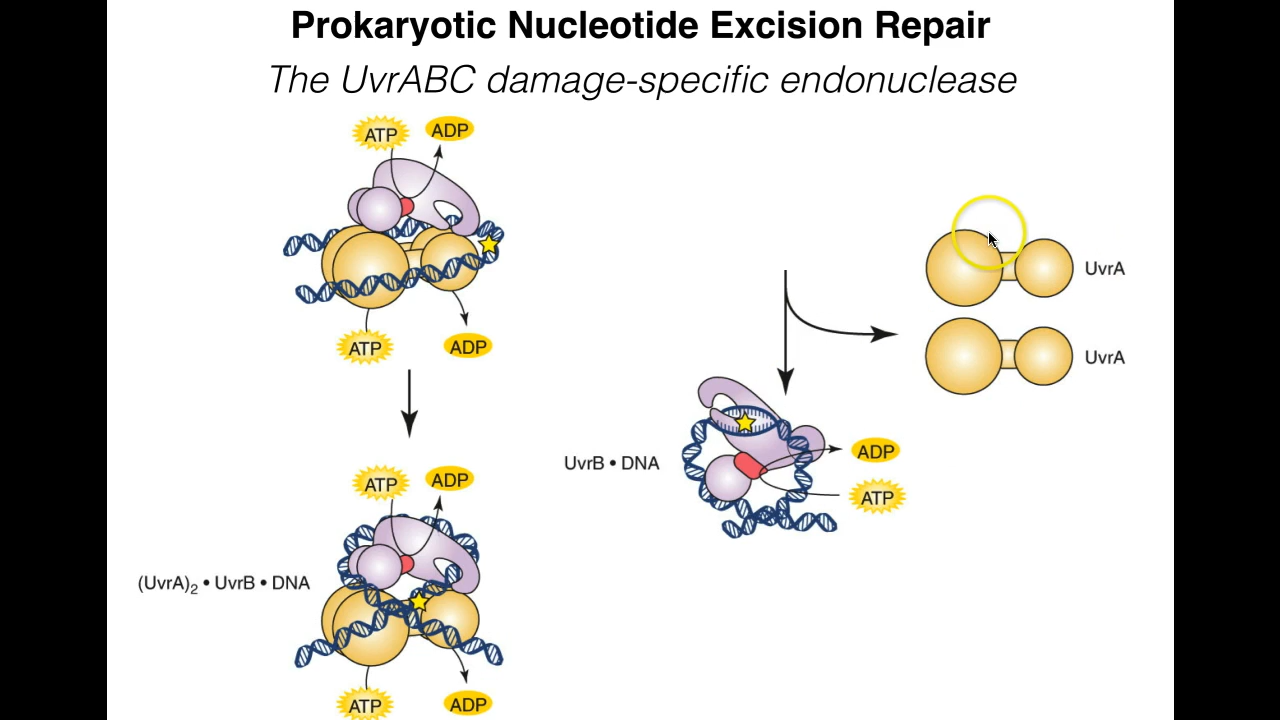 Prokaryotic Nucleotide Excision Repair
The UvrABC damage-specific endonuclease
ATP
ADP
ATP
ADP
ATP
ADP
(UvrA)₂ • UvrB • DNA
ATP
ADP
UvrA
UvrA
UvrB • DNA
ADP
ATP